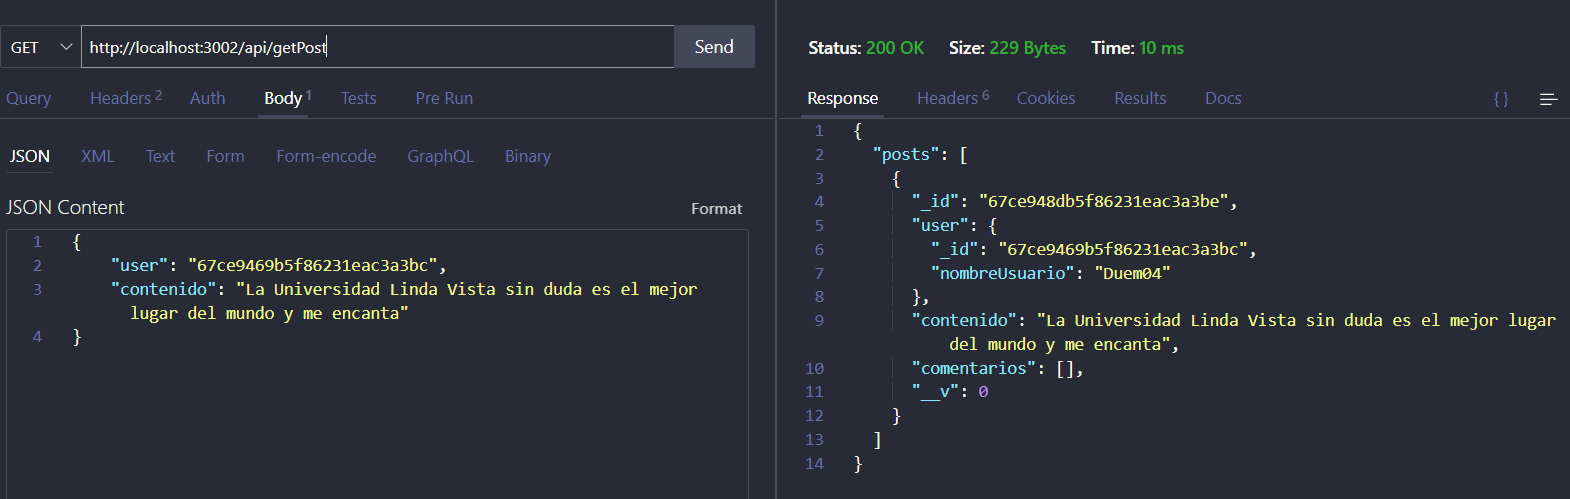 GET http://localhost:3002/api/getPost Send
Query Headers 2 Auth Body 1 Tests Pre Run
JSON XML Text Form Form-encode GraphQL Binary
JSON Content Format
1 {
2 "user": "67ce9469b5f86231eac3a3bc",
3 "contenido": "La Universidad Linda Vista sin duda es el mejor
lugar del mundo y me encanta"
4 }
Status: 200 OK Size: 229 Bytes Time: 10 ms
Response Headers 6 Cookies Results Docs { }
1 {
2 "posts": [
3 {
4 "_id": "67ce948db5f86231eac3a3be",
5 "user": {
6 "_id": "67ce9469b5f86231eac3a3bc",
7 "nombreUsuario": "Duem04"
8 },
9 "contenido": "La Universidad Linda Vista sin duda es el mejor lugar
del mundo y me encanta",
10 "comentarios": [],
11 "__v": 0
12 }
13 ]
14 }